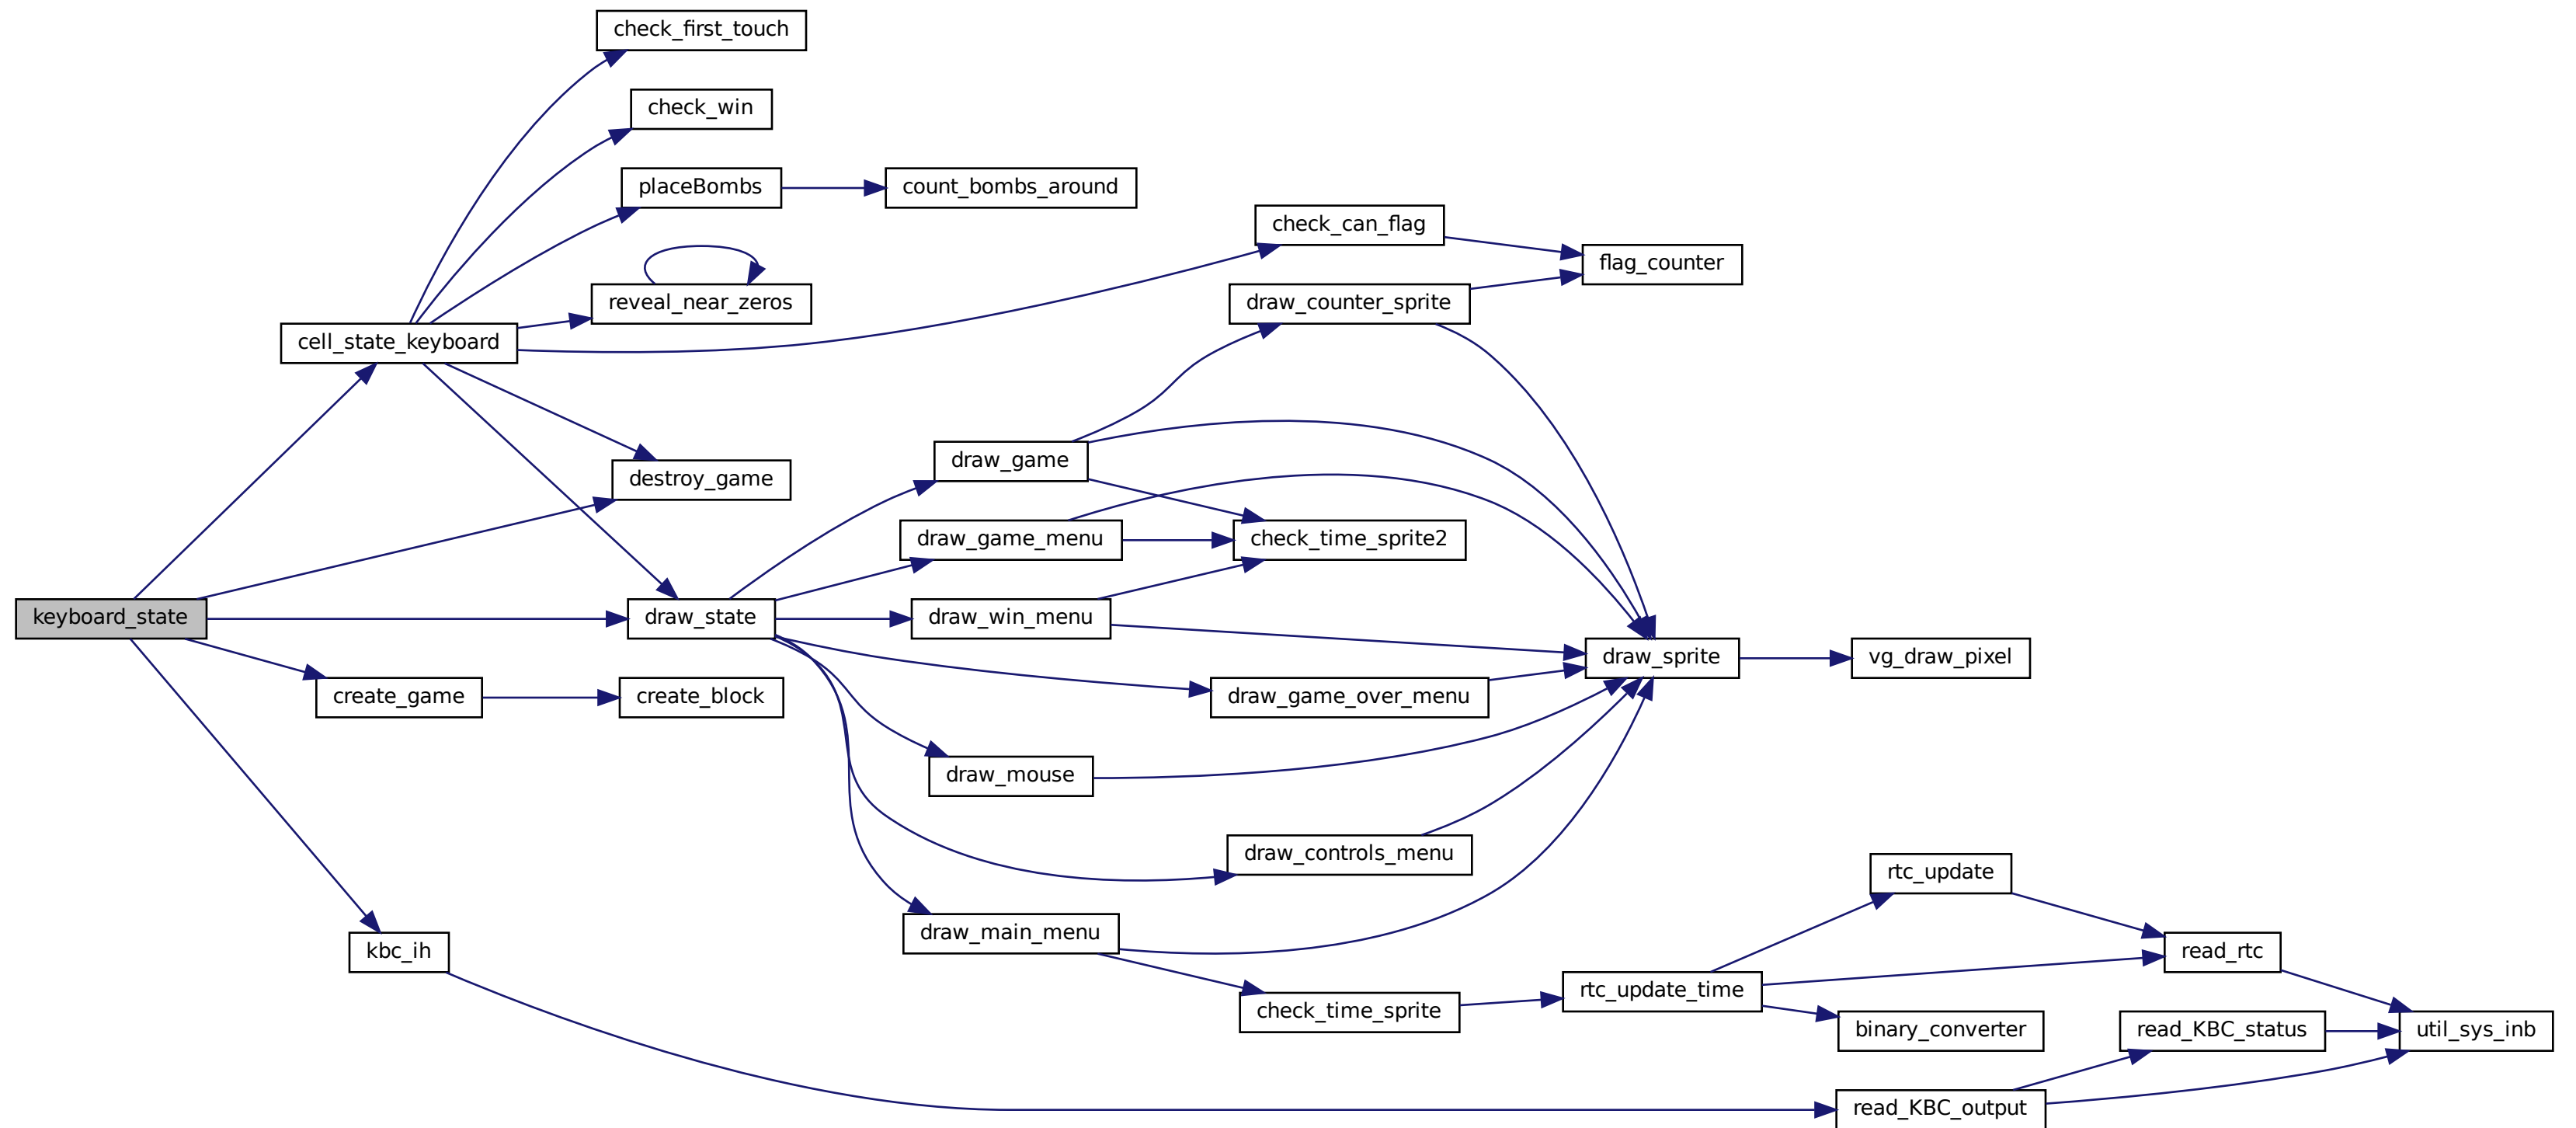 check_first_touch
check_win
placeBombs
count_bombs_around
check_can_flag
flag_counter
reveal_near_zeros
draw_counter_sprite
cell_state_keyboard
draw_game
destroy_game
draw_game_menu
check_time_sprite2
keyboard_state
draw_state
draw_win_menu
draw_sprite
vg_draw_pixel
create_game
create_block
draw_game_over_menu
draw_mouse
draw_controls_menu
rtc_update
draw_main_menu
kbc_ih
read_rtc
rtc_update_time
check_time_sprite
binary_converter
read_KBC_status
util_sys_inb
read_KBC_output